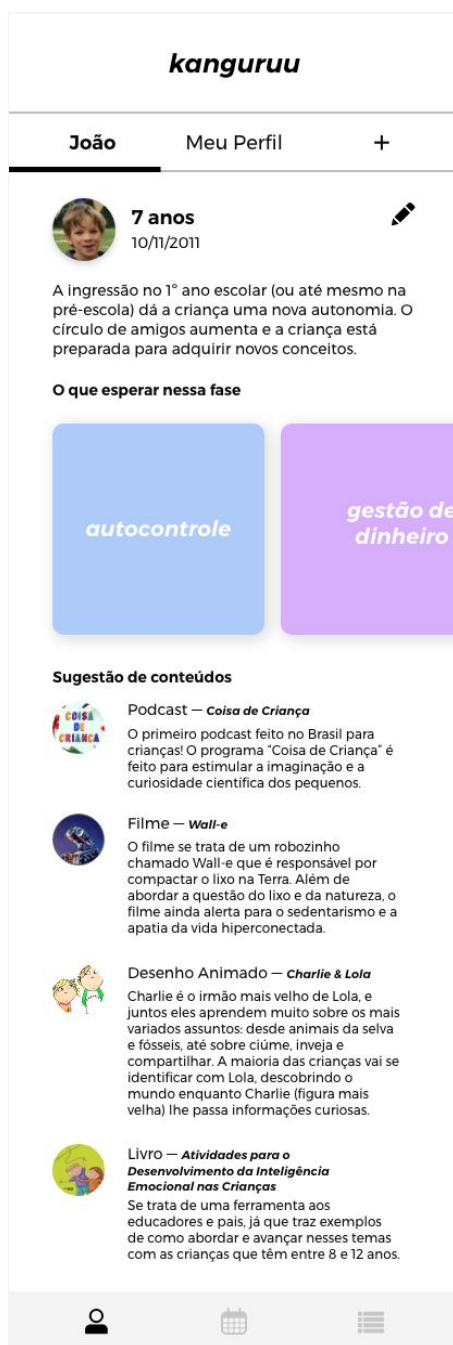 kanguruu
João
Meu Perfil
+
7 anos
10/11/2011
A ingressão no 1º ano escolar (ou até mesmo na
pré-escola) dá a criança uma nova autonomia. O
círculo de amigos aumenta e a criança está
preparada para adquirir novos conceitos.
O que esperar nessa fase
autocontrole
gestão de
dinheiro
Sugestão de conteúdos
COISA
DE
CRIANÇA
Podcast — Coisa de Criança
O primeiro podcast feito no Brasil para
crianças! O programa “Coisa de Criança” é
feito para estimular a imaginação e a
curiosidade científica dos pequenos.
Filme — Wall-e
O filme se trata de um robozinho
chamado Wall-e que é responsável por
compactar o lixo na Terra. Além de
abordar a questão do lixo e da natureza, o
filme ainda alerta para o sedentarismo e a
apatia da vida hiperconectada.
Desenho Animado — Charlie & Lola
Charlie é o irmão mais velho de Lola, e
juntos eles aprendem muito sobre os mais
variados assuntos: desde animais da selva
e fósseis, até sobre ciúme, inveja e
compartilhar. A maioria das crianças vai se
identificar com Lola, descobrindo o
mundo enquanto Charlie (figura mais
velha) lhe passa informações curiosas.
Livro — Atividades para o
Desenvolvimento da Inteligência
Emocional nas Crianças
Se trata de uma ferramenta aos
educadores e pais, já que traz exemplos
de como abordar e avançar nesses temas
com as crianças que têm entre 8 e 12 anos.